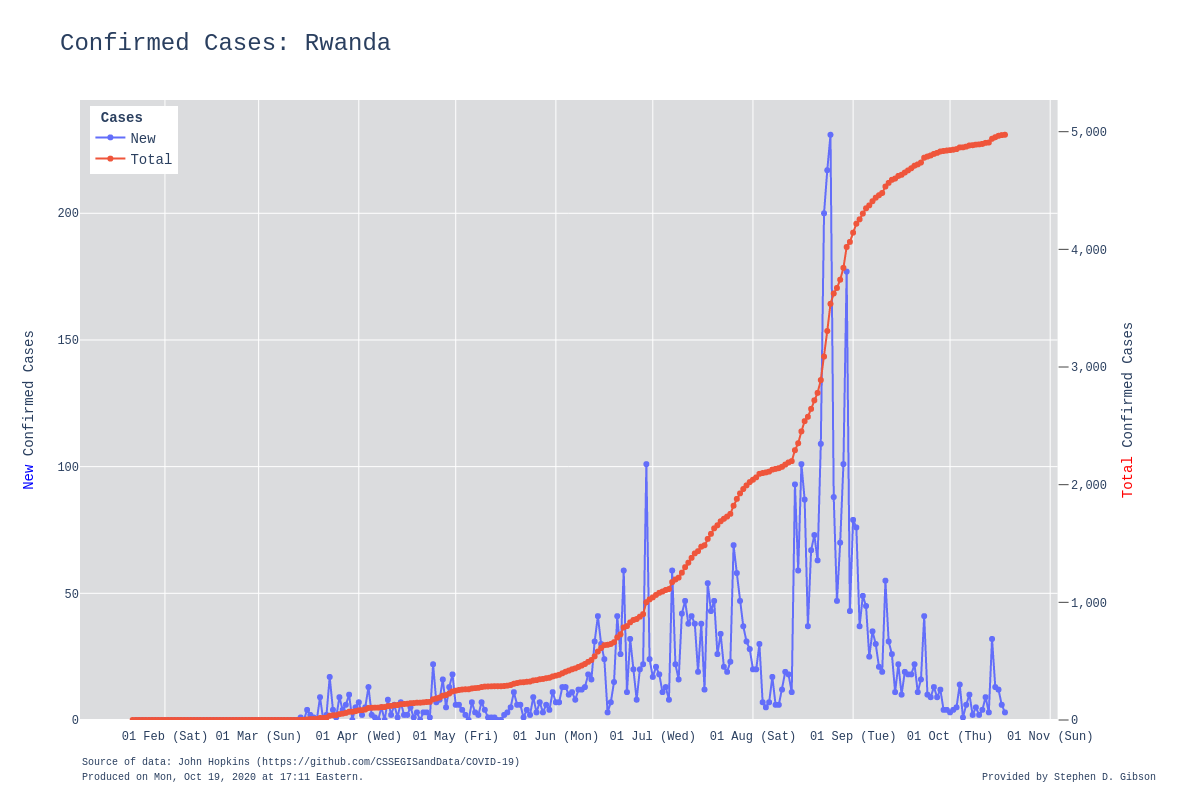 Confirmed Cases: Rwanda
Cases
New
Total
200
150
100
50
0
5,000
4,000
3,000
2,000
1,000
0
New Confirmed Cases
Total Confirmed Cases
01 Feb (Sat) 01 Mar (Sun) 01 Apr (Wed) 01 May (Fri) 01 Jun (Mon) 01 Jul (Wed) 01 Aug (Sat) 01 Sep (Tue) 01 Oct (Thu) 01 Nov (Sun)
Source of data: John Hopkins (https://github.com/CSSEGISandData/COVID-19)
Produced on Mon, Oct 19, 2020 at 17:11 Eastern.
Provided by Stephen D. Gibson